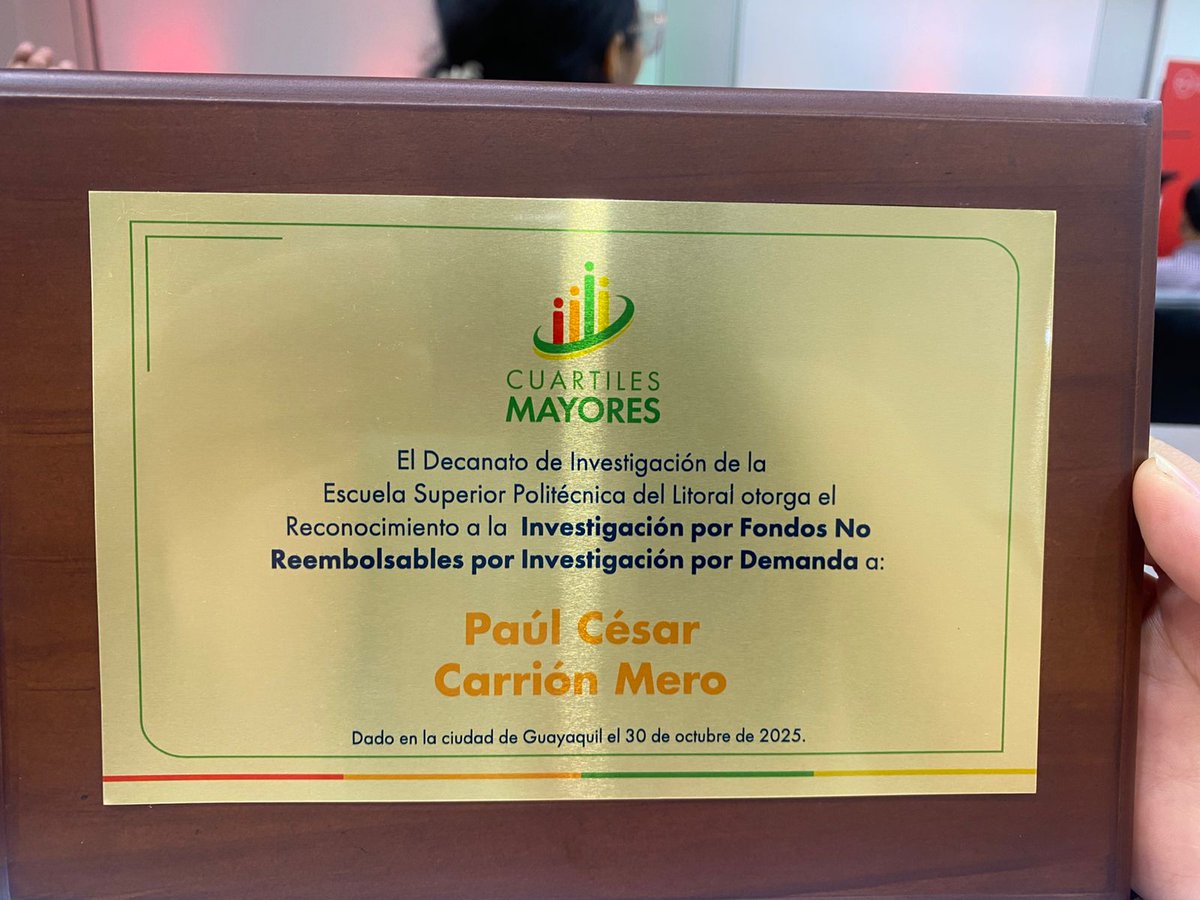 CUARTILES
MAYORES
El Decanato de Investigación de la
Escuela Superior Politécnica del Litoral otorga el
Reconocimiento a la Investigación por Fondos No
Reembolsables por Investigación por Demanda a:
Paúl César
Carrión Mero
Dado en la ciudad de Guayaquil el 30 de octubre de 2025.